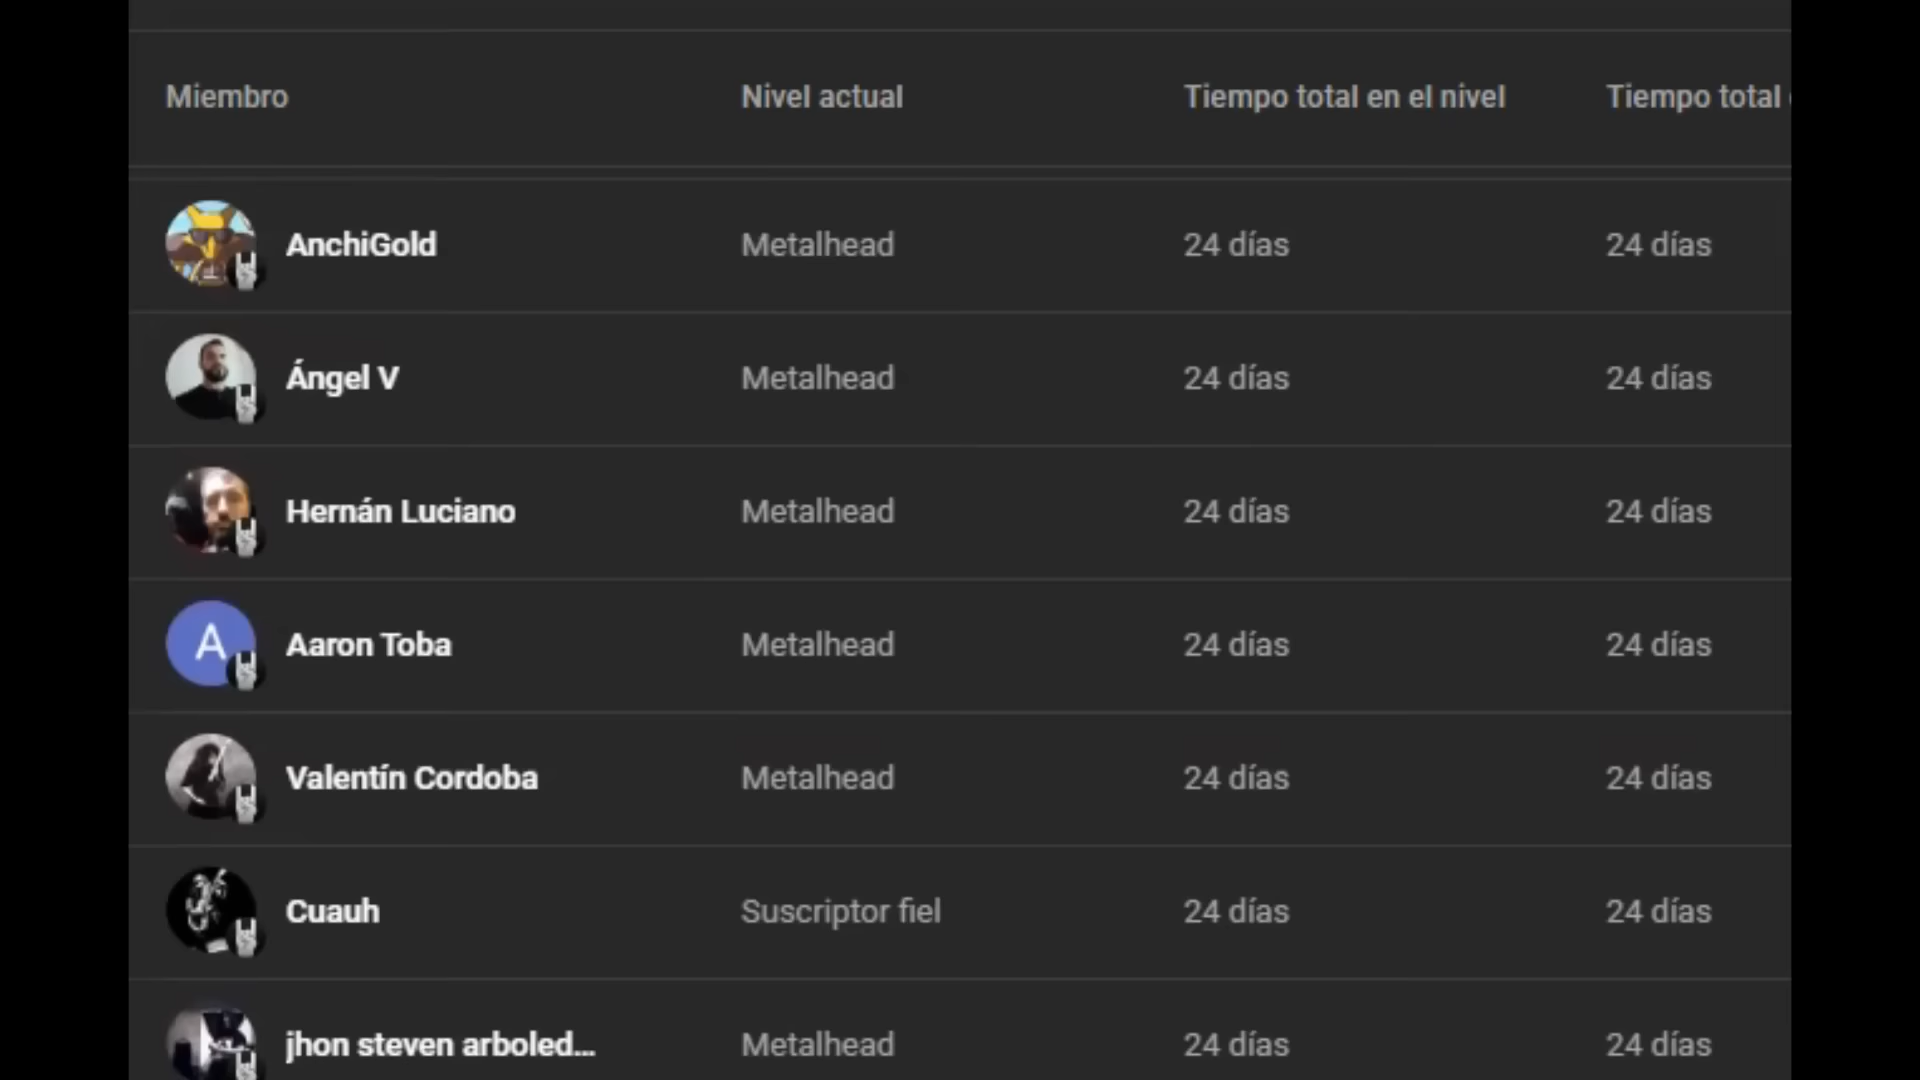 Miembro Nivel actual Tiempo total en el nivel Tiempo total
AnchiGold Metalhead 24 días 24 días
Ángel V Metalhead 24 días 24 días
Hernán Luciano Metalhead 24 días 24 días
A Aaron Toba Metalhead 24 días 24 días
Valentín Cordoba Metalhead 24 días 24 días
Cuauh Suscriptor fiel 24 días 24 días
jhon steven arboled... Metalhead 24 días 24 días